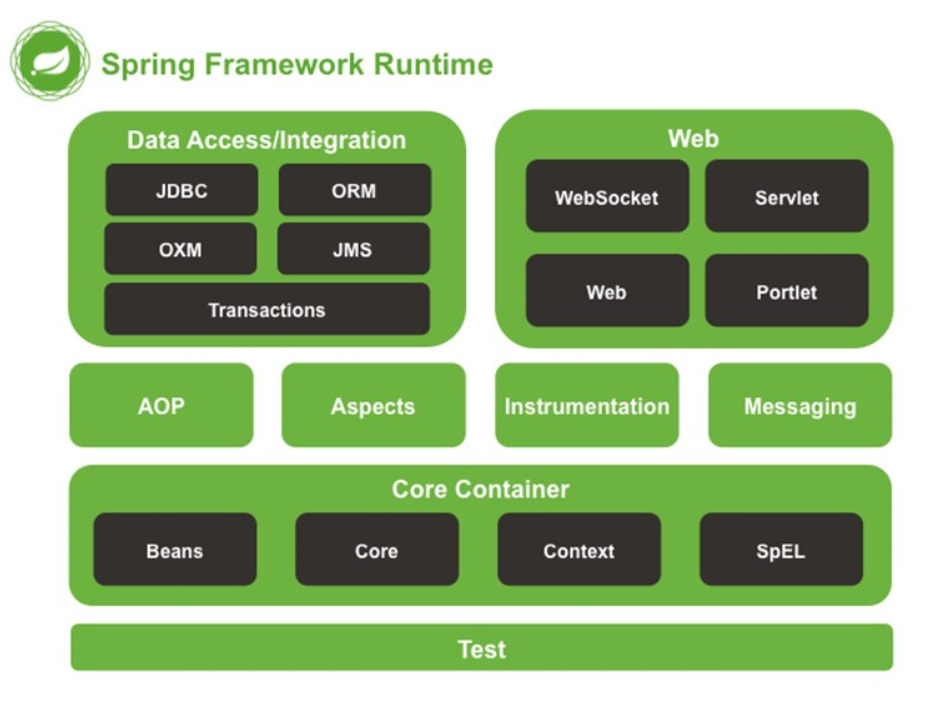 Spring Framework Runtime
Data Access/Integration
JDBC
ORM
OXM
JMS
Transactions
Web
WebSocket
Servlet
Web
Portlet
AOP
Aspects
Instrumentation
Messaging
Core Container
Beans
Core
Context
SpEL
Test